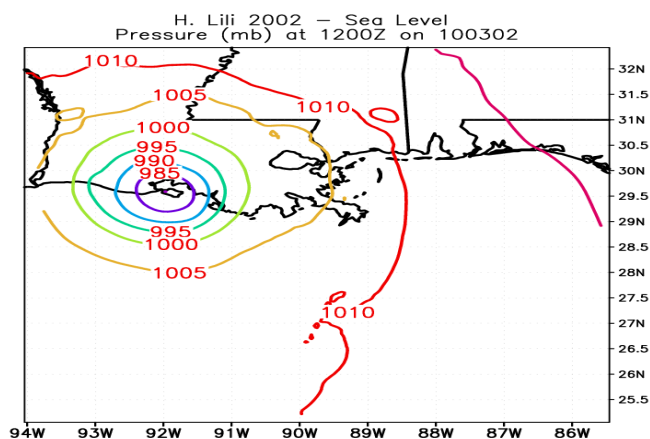 H. Lili 2002 – Sea Level
Pressure (mb) at 1200Z on 100302
1010
32N
1005
1010
31.5N
31N
1000
30.5N
995
990
30N
985
29.5N
29N
995
1000
28.5N
1005
28N
27.5N
1010
27N
26.5N
26N
25.5N
94W 93W 92W 91W 90W 89W 88W 87W 86W